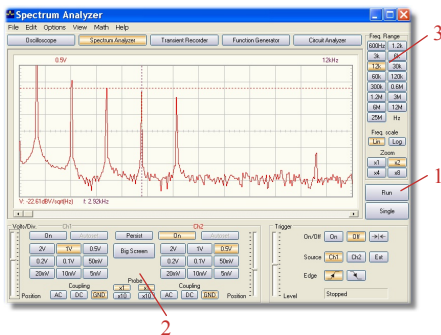 Spectrum Analyzer
File Edit Options View Math Help
Oscilloscope Spectrum Analyzer Transient Recorder Function Generator Circuit Analyzer
Freq. Range
600Hz 1.2k
3k 6k
12k 30k
60k 120k
300k 0.6M
1.2M 3M
6M 12M
25M Hz
Freq. scale
Lin Log
Zoom
x1 x2
x4 x8
Run
Single
3
1
0.5V 12kHz
V: -22.61dBV/sqrt(Hz) f: 2.92kHz
Volts/Div. Ch1
On Autoset
2V 1V 0.5V
0.2V 0.1V 50mV
20mV 10mV 5mV
Coupling
Position AC DC GND
Persist
Big Screen
Probe
x1 x1
x10 x10
Ch2
On Autoset
2V 1V 0.5V
0.2V 0.1V 50mV
20mV 10mV 5mV
Coupling
AC DC GND Position
Trigger
On/Off On Off
Source Ch1 Ch2 Ext
Edge
Level Stopped
2